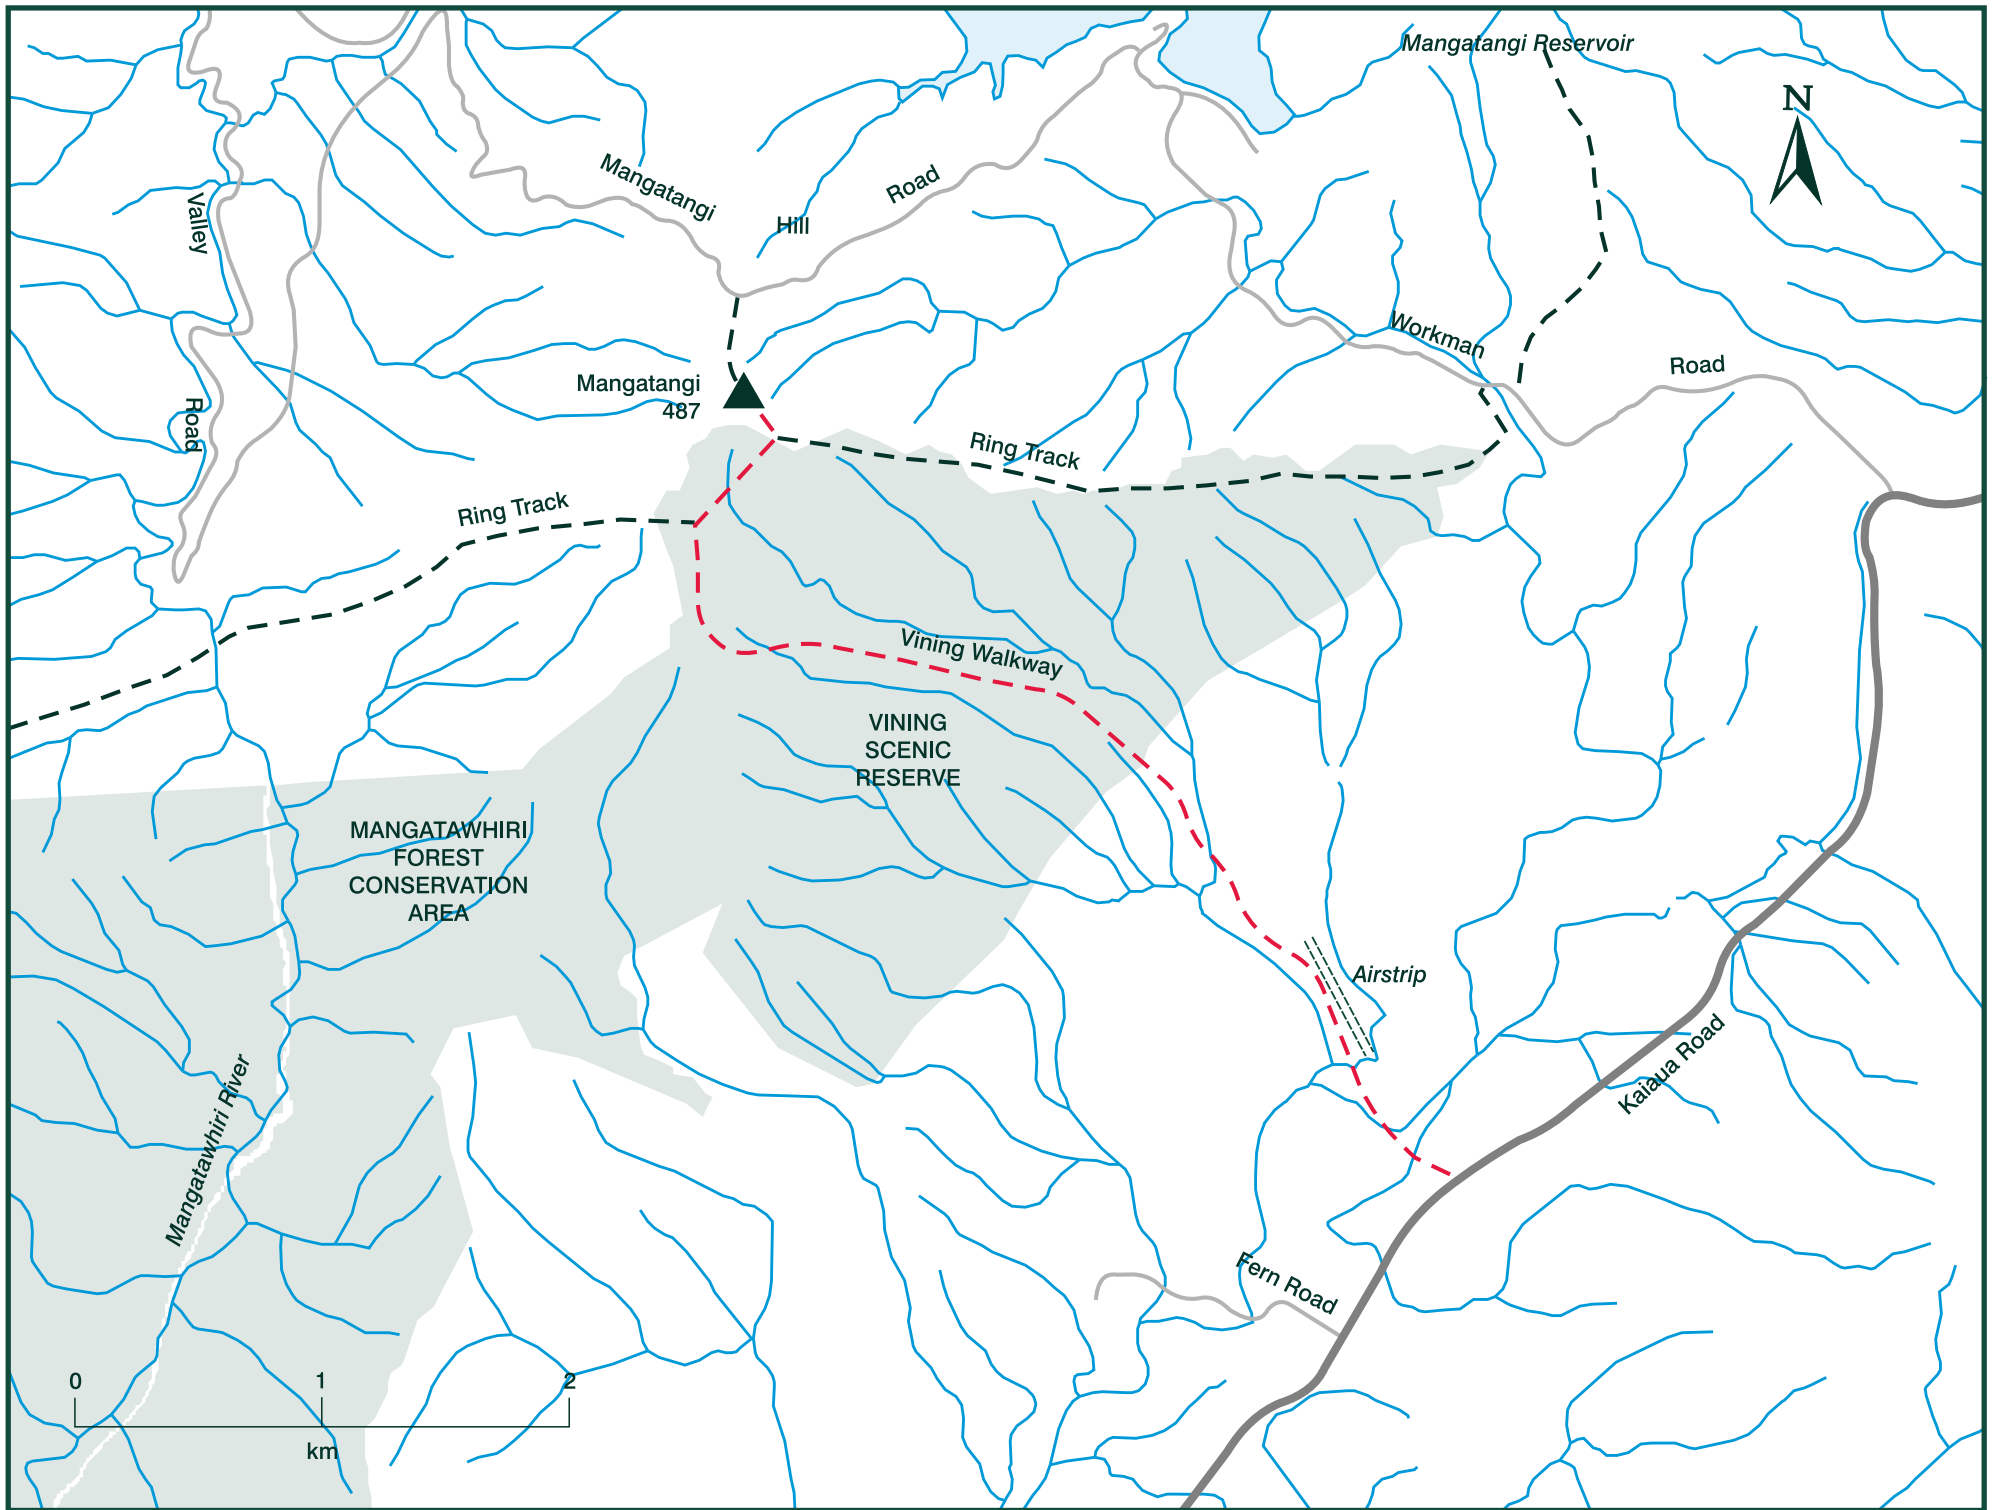 Mangatangi Reservoir
N
Mangatangi
Hill
Road
Valley
Road
Workman
Road
Mangatangi
487
Ring Track
Ring Track
Vining Walkway
VINING
SCENIC
RESERVE
MANGATAWHIRI
FOREST
CONSERVATION
AREA
Airstrip
Kaiaua Road
Mangatawhiri River
Fern Road
0 1 2
km